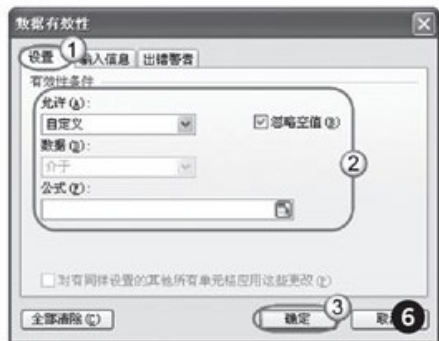 数据有效性
设置 ① 输入信息 出错警告
有效性条件
允许(A):
自定义 忽略空值(B)
数据(D):
介于 ②
公式(F):
对有同样设置的其他所有单元格应用这些更改(P)
全部清除(C) 确定 ③ 取 6